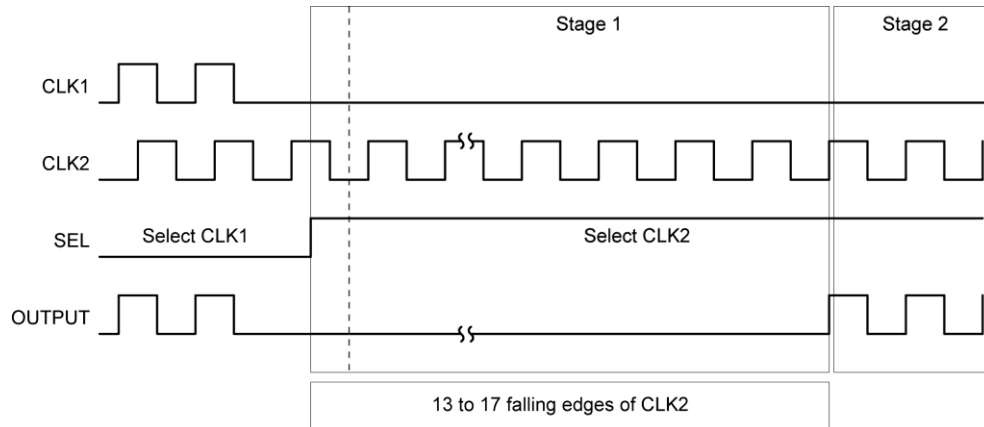 Stage 1
Stage 2
CLK1
CLK2
SEL
Select CLK1
Select CLK2
OUTPUT
13 to 17 falling edges of CLK2